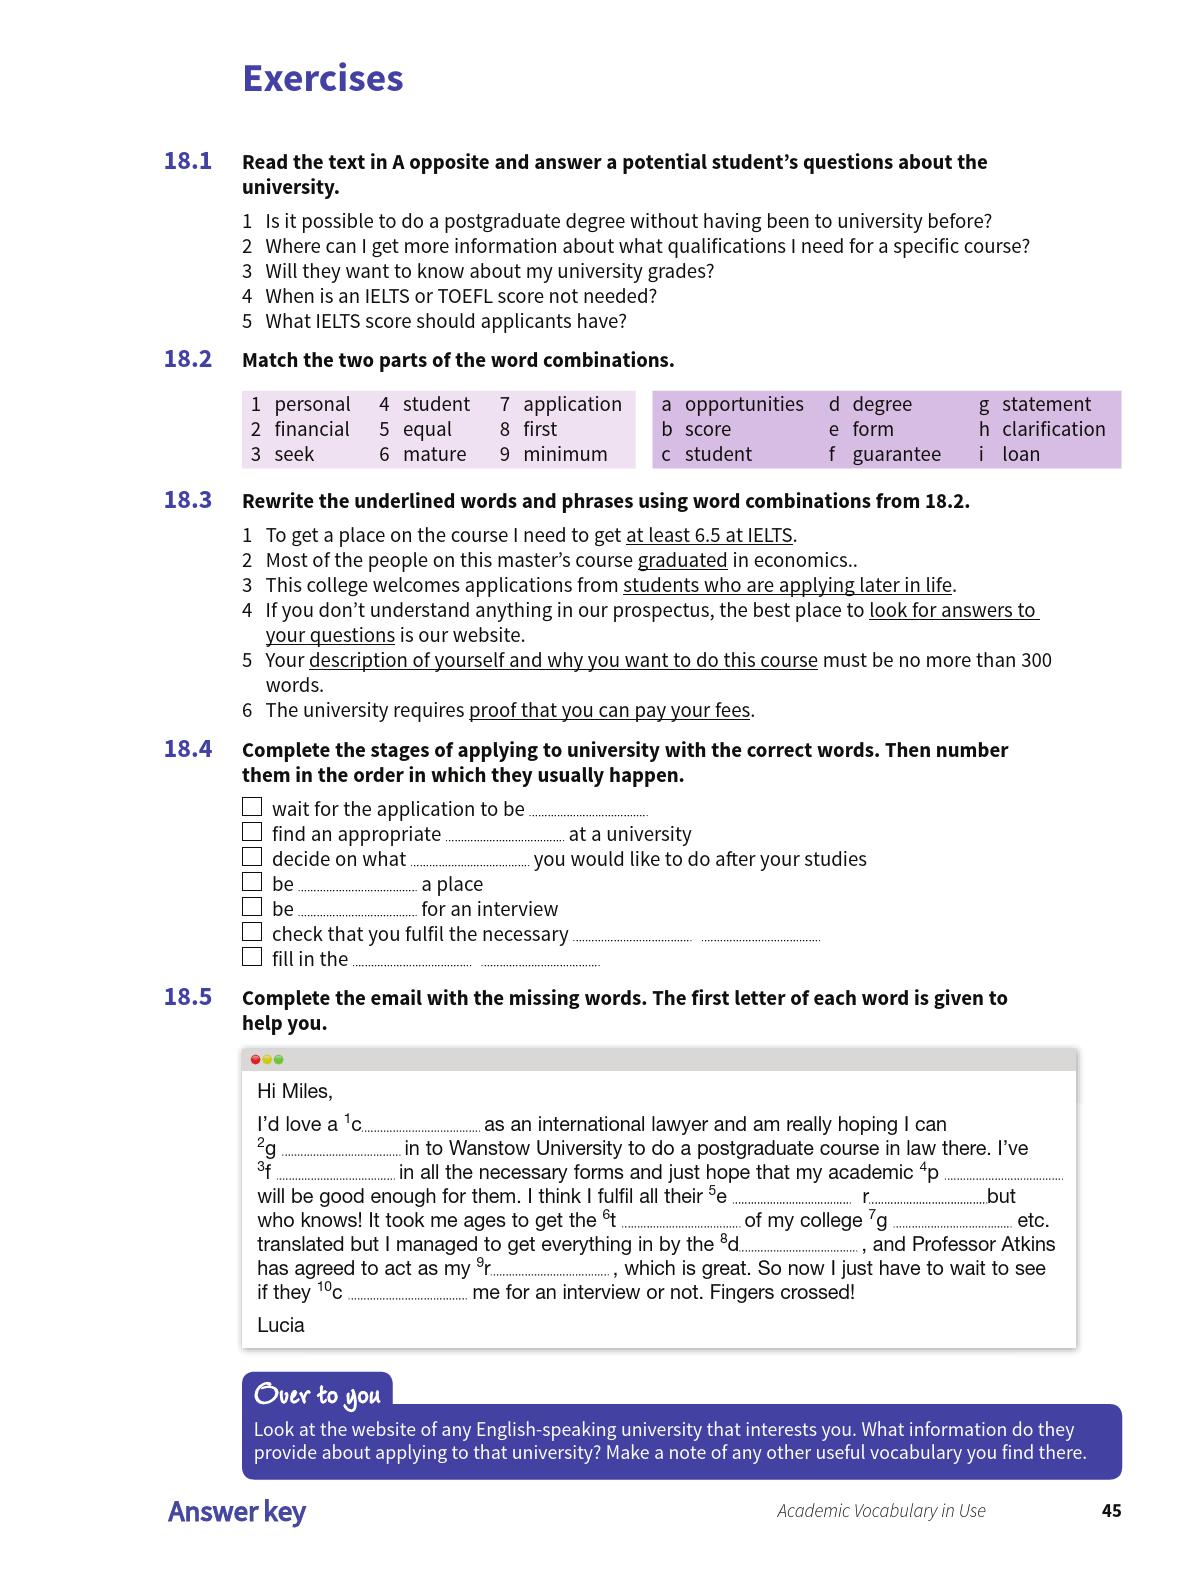 Exercises
18.1 Read the text in A opposite and answer a potential student’s questions about the
university.
1 Is it possible to do a postgraduate degree without having been to university before?
2 Where can I get more information about what qualifications I need for a specific course?
3 Will they want to know about my university grades?
4 When is an IELTS or TOEFL score not needed?
5 What IELTS score should applicants have?
18.2 Match the two parts of the word combinations.
1 personal 4 student 7 application a opportunities d degree g statement
2 financial 5 equal 8 first b score e form h clarification
3 seek 6 mature 9 minimum c student f guarantee i loan
18.3 Rewrite the underlined words and phrases using word combinations from 18.2.
1 To get a place on the course I need to get at least 6.5 at IELTS.
2 Most of the people on this master’s course graduated in economics..
3 This college welcomes applications from students who are applying later in life.
4 If you don’t understand anything in our prospectus, the best place to look for answers to
your questions is our website.
5 Your description of yourself and why you want to do this course must be no more than 300
words.
6 The university requires proof that you can pay your fees.
18.4 Complete the stages of applying to university with the correct words. Then number
them in the order in which they usually happen.
wait for the application to be
find an appropriate at a university
decide on what you would like to do after your studies
be a place
be for an interview
check that you fulfil the necessary
fill in the
18.5 Complete the email with the missing words. The first letter of each word is given to
help you.
Hi Miles,
I’d love a 1c as an international lawyer and am really hoping I can
2g in to Wanstow University to do a postgraduate course in law there. I’ve
3f in all the necessary forms and just hope that my academic 4p
will be good enough for them. I think I fulfil all their 5e r but
who knows! It took me ages to get the 6t of my college 7g etc.
translated but I managed to get everything in by the 8d , and Professor Atkins
has agreed to act as my 9r , which is great. So now I just have to wait to see
if they 10c me for an interview or not. Fingers crossed!
Lucia
Over to you
Look at the website of any English-speaking university that interests you. What information do they
provide about applying to that university? Make a note of any other useful vocabulary you find there.
Answer key Academic Vocabulary in Use 45